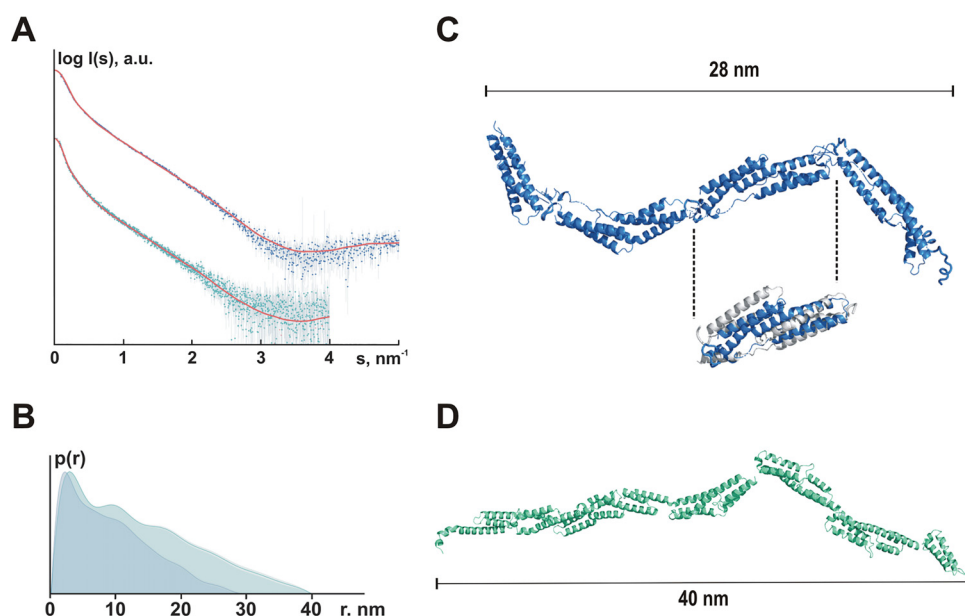 A
log I(s), a.u.
0 1 2 3 4 s, nm⁻¹
B
p(r)
0 10 20 30 40 r, nm
C
28 nm
D
40 nm